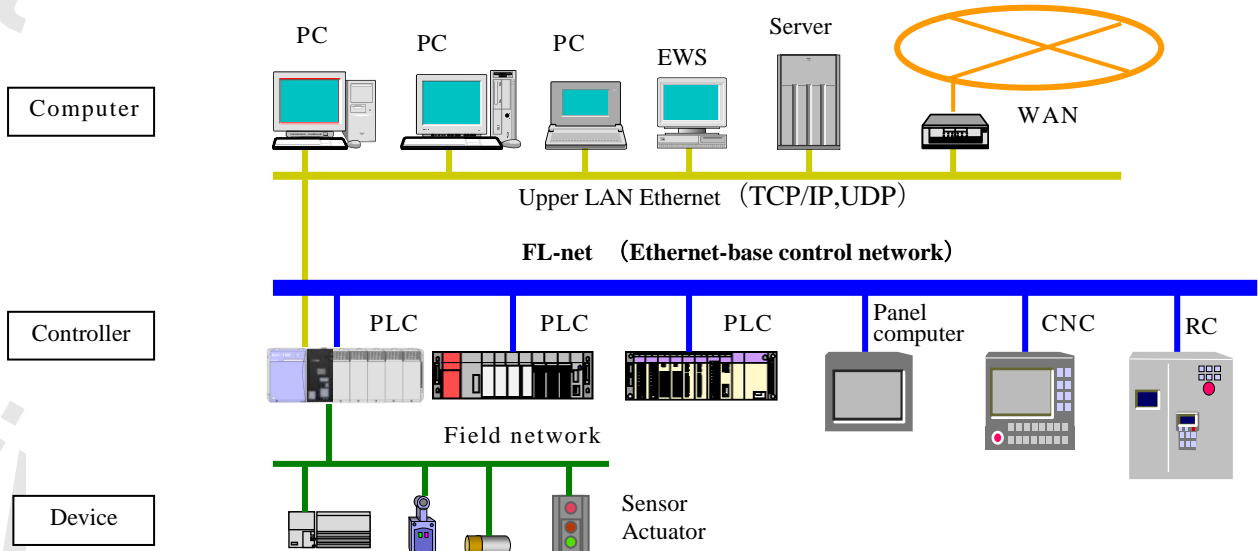 PC
PC
PC
EWS
Server
WAN
Computer
Upper LAN Ethernet （TCP/IP,UDP）
FL-net （Ethernet-base control network）
Controller
PLC
PLC
PLC
Panel
computer
CNC
RC
Field network
Device
Sensor
Actuator